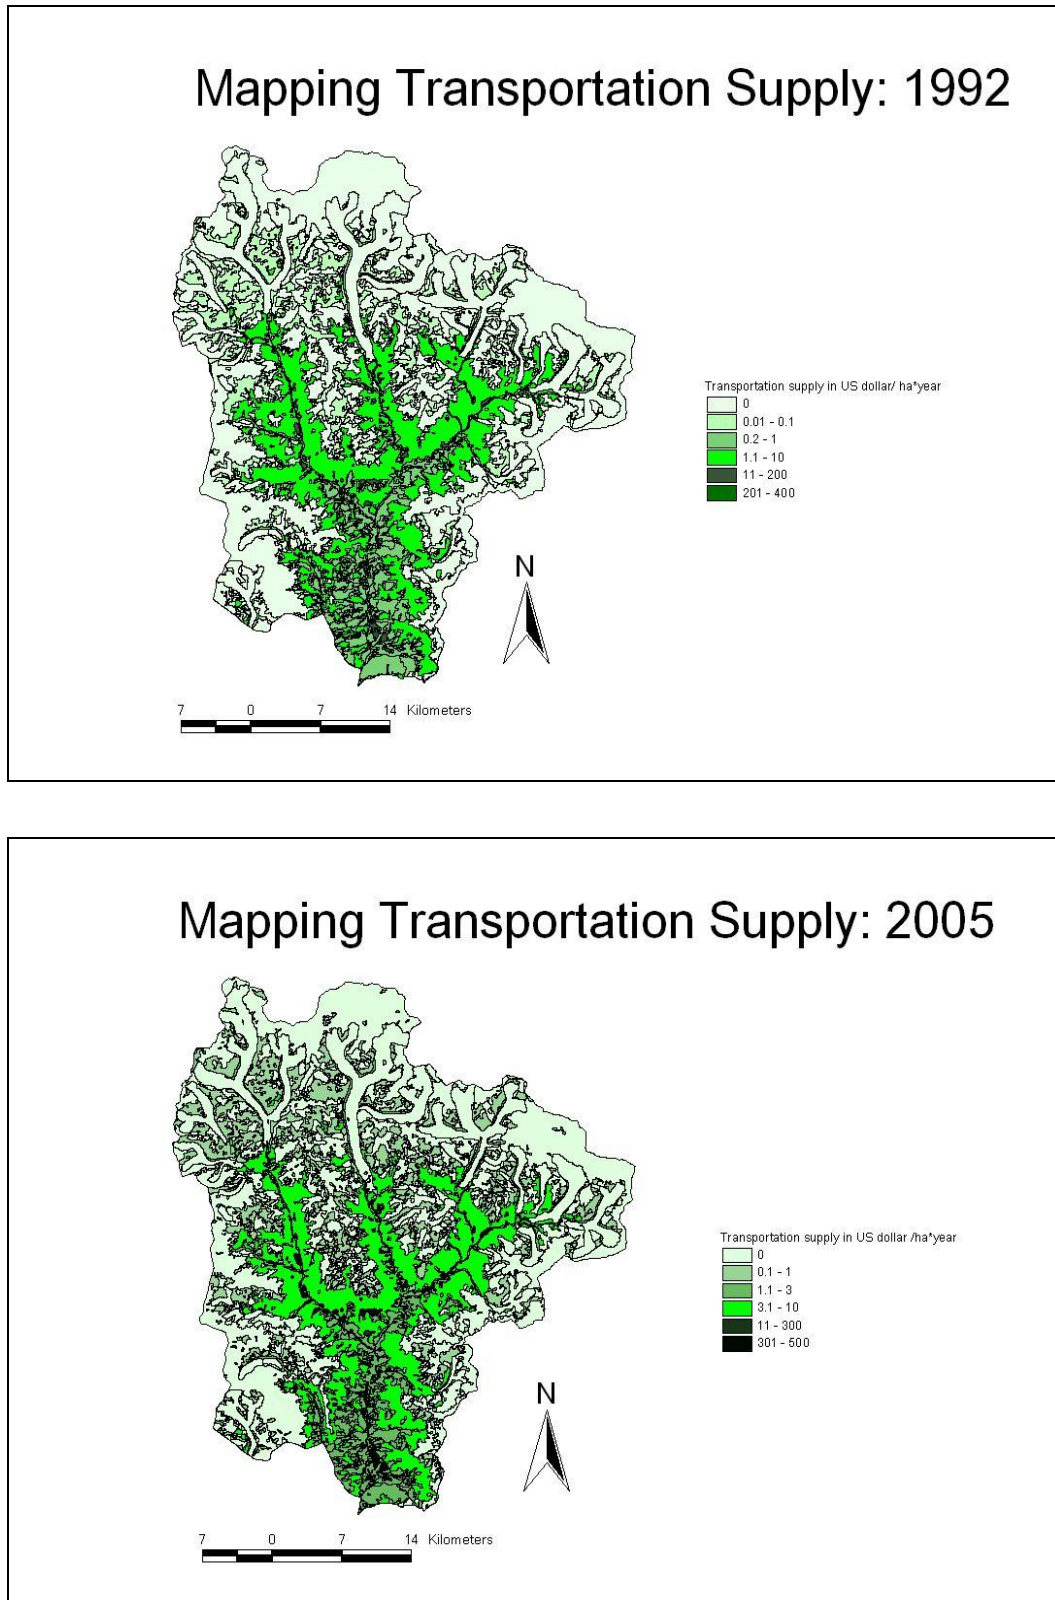 Mapping Transportation Supply: 1992
Transportation supply in US dollar/ ha*year
0
0.01 - 0.1
0.2 - 1
1.1 - 10
11 - 200
201 - 400
N
7 0 7 14 Kilometers
Mapping Transportation Supply: 2005
Transportation supply in US dollar /ha*year
0
0.1 - 1
1.1 - 3
3.1 - 10
11 - 300
301 - 500
N
7 0 7 14 Kilometers